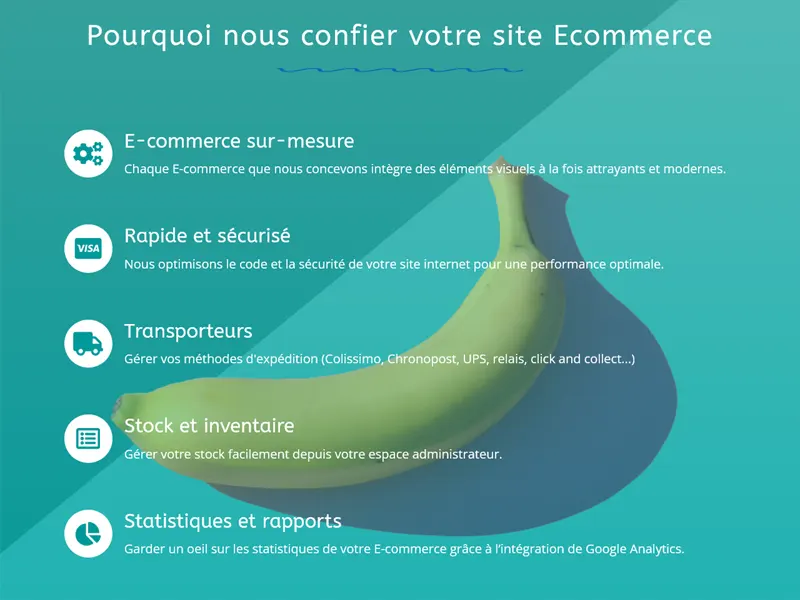 Pourquoi nous confier votre site Ecommerce
E-commerce sur-mesure
Chaque E-commerce que nous concevons intègre des éléments visuels à la fois attrayants et modernes.
VISA
Rapide et sécurisé
Nous optimisons le code et la sécurité de votre site internet pour une performance optimale.
Transporteurs
Gérer vos méthodes d'expédition (Colissimo, Chronopost, UPS, relais, click and collect...)
Stock et inventaire
Gérer votre stock facilement depuis votre espace administrateur.
Statistiques et rapports
Garder un oeil sur les statistiques de votre E-commerce grâce à l’intégration de Google Analytics.